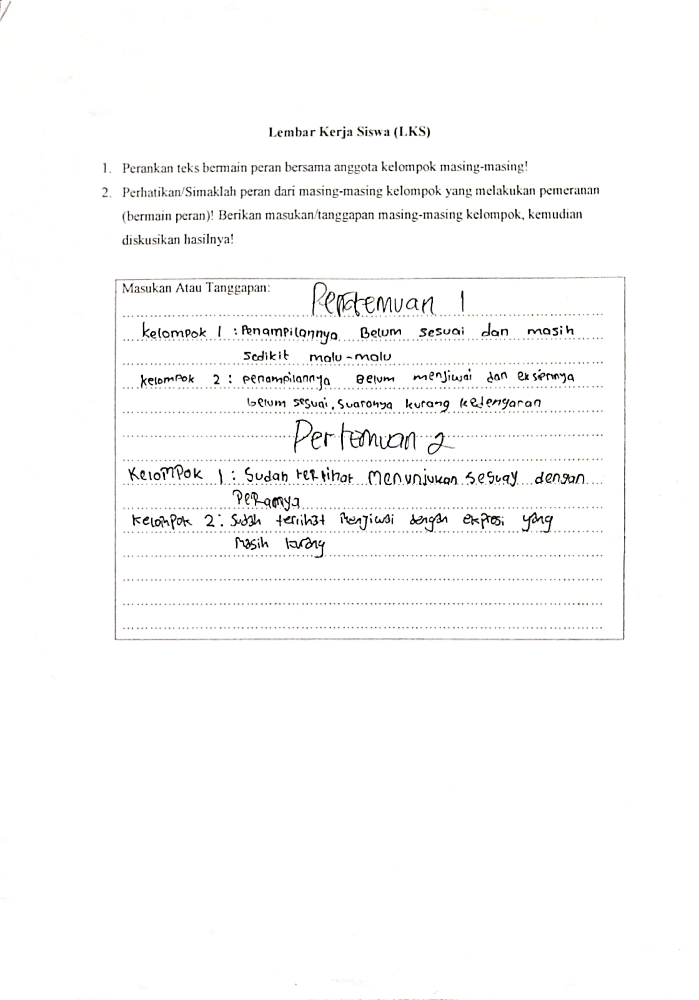 Lembar Kerja Siswa (LKS)
1. Perankan teks bermain peran bersama anggota kelompok masing-masing!
2. Perhatikan/Simaklah peran dari masing-masing kelompok yang melakukan pemeranan
(bermain peran)! Berikan masukan/tanggapan masing-masing kelompok, kemudian
diskusikan hasilnya!
Masukan Atau Tanggapan:
Pertemuan 1
kelompok 1 : Penampilannya Belum sesuai dan masih
sedikit malu-malu
kelompok 2 : penampilannya Belum menjiwai dan
belum sesuai, suaranya kurang kedengaran
Pertemuan 2
Kelompok 1 : Sudah terlihat Menunjukan sesuay dengan
Perannya
Kelompok 2 : Sudah terlihat Menjiwai dengan ekpresi yang
Masih kurang